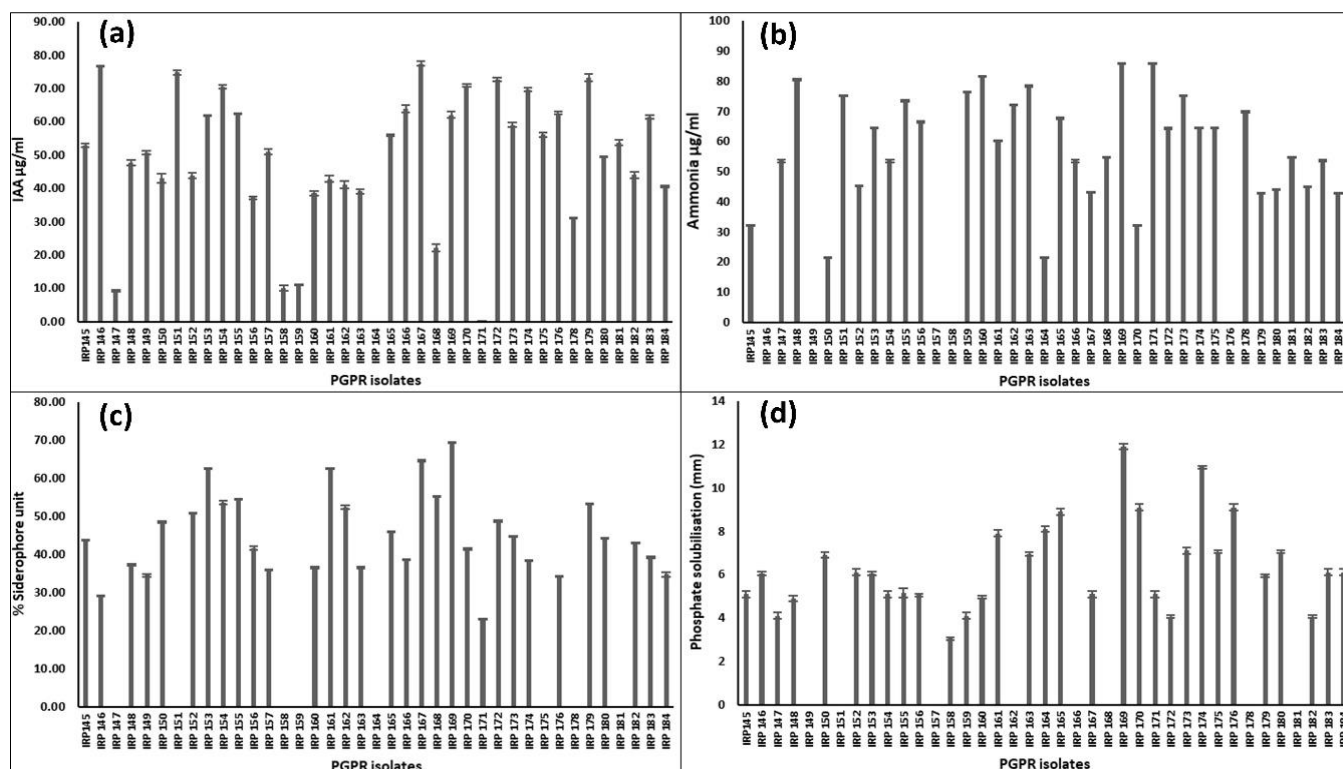 (a)
IAA µg/ml
90.00
80.00
70.00
60.00
50.00
40.00
30.00
20.00
10.00
0.00
IRP145
IRP 146
IRP 147
IRP 148
IRP 149
IRP 150
IRP 151
IRP 152
IRP 153
IRP 154
IRP 155
IRP 156
IRP 157
IRP 158
IRP 159
IRP 160
IRP 161
IRP 162
IRP 163
IRP 164
IRP 165
IRP 166
IRP 167
IRP 168
IRP 169
IRP 170
IRP 171
IRP 172
IRP 173
IRP 174
IRP 175
IRP 176
IRP 178
IRP 179
IRP 180
IRP 181
IRP 182
IRP 183
IRP 184
PGPR isolates
(b)
Ammonia µg/ml
100
90
80
70
60
50
40
30
20
10
0
IRP145
IRP 146
IRP 147
IRP 148
IRP 149
IRP 150
IRP 151
IRP 152
IRP 153
IRP 154
IRP 155
IRP 156
IRP 157
IRP 158
IRP 159
IRP 160
IRP 161
IRP 162
IRP 163
IRP 164
IRP 165
IRP 166
IRP 167
IRP 168
IRP 169
IRP 170
IRP 171
IRP 172
IRP 173
IRP 174
IRP 175
IRP 176
IRP 178
IRP 179
IRP 180
IRP 181
IRP 182
IRP 183
IRP 184
PGPR isolates
(c)
% Siderophore unit
80.00
70.00
60.00
50.00
40.00
30.00
20.00
10.00
0.00
IRP145
IRP 146
IRP 147
IRP 148
IRP 149
IRP 150
IRP 151
IRP 152
IRP 153
IRP 154
IRP 155
IRP 156
IRP 157
IRP 158
IRP 159
IRP 160
IRP 161
IRP 162
IRP 163
IRP 164
IRP 165
IRP 166
IRP 167
IRP 168
IRP 169
IRP 170
IRP 171
IRP 172
IRP 173
IRP 174
IRP 175
IRP 176
IRP 178
IRP 179
IRP 180
IRP 181
IRP 182
IRP 183
IRP 184
PGPR isolates
(d)
Phosphate solubilisation (mm)
14
12
10
8
6
4
2
0
IRP145
IRP 146
IRP 147
IRP 148
IRP 149
IRP 150
IRP 151
IRP 152
IRP 153
IRP 154
IRP 155
IRP 156
IRP 157
IRP 158
IRP 159
IRP 160
IRP 161
IRP 162
IRP 163
IRP 164
IRP 165
IRP 166
IRP 167
IRP 168
IRP 169
IRP 170
IRP 171
IRP 172
IRP 173
IRP 174
IRP 175
IRP 176
IRP 178
IRP 179
IRP 180
IRP 181
IRP 182
IRP 183
IRP 184
PGPR isolates